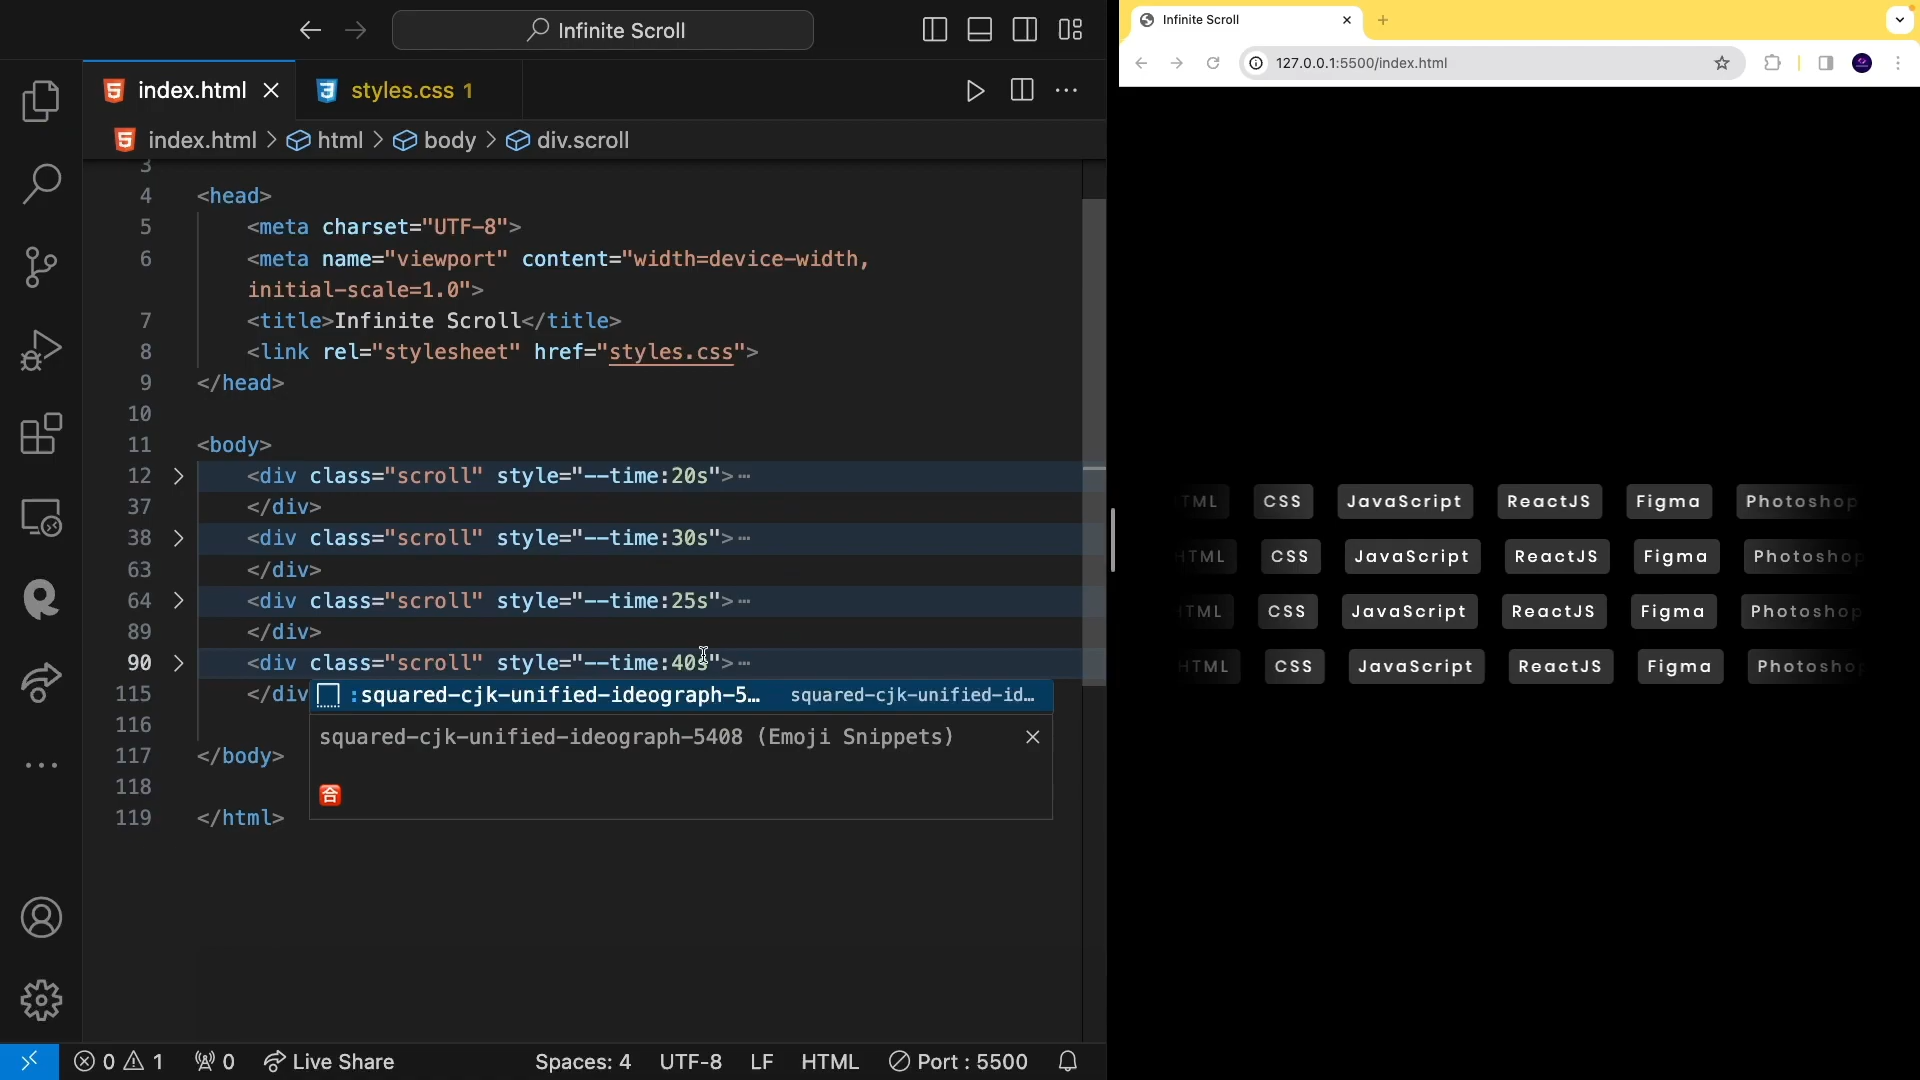 Infinite Scroll
index.html
styles.css 1
index.html > html > body > div.scroll
3
4 <head>
5 <meta charset="UTF-8">
6 <meta name="viewport" content="width=device-width,
initial-scale=1.0">
7 <title>Infinite Scroll</title>
8 <link rel="stylesheet" href="styles.css">
9 </head>
10
11 <body>
12 <div class="scroll" style="--time:20s">…
37 </div>
38 <div class="scroll" style="--time:30s">…
63 </div>
64 <div class="scroll" style="--time:25s">…
89 </div>
90 <div class="scroll" style="--time:40s">…
115 </div
:squared-cjk-unified-ideograph-5… squared-cjk-unified-id…
squared-cjk-unified-ideograph-5408 (Emoji Snippets)
🈴
116
117 </body>
118
119 </html>
0 1 0 Live Share Spaces: 4 UTF-8 LF HTML Port : 5500
Infinite Scroll
127.0.0.1:5500/index.html
HTML CSS JavaScript ReactJS Figma Photoshop
HTML CSS JavaScript ReactJS Figma Photoshop
HTML CSS JavaScript ReactJS Figma Photoshop
HTML CSS JavaScript ReactJS Figma Photosho